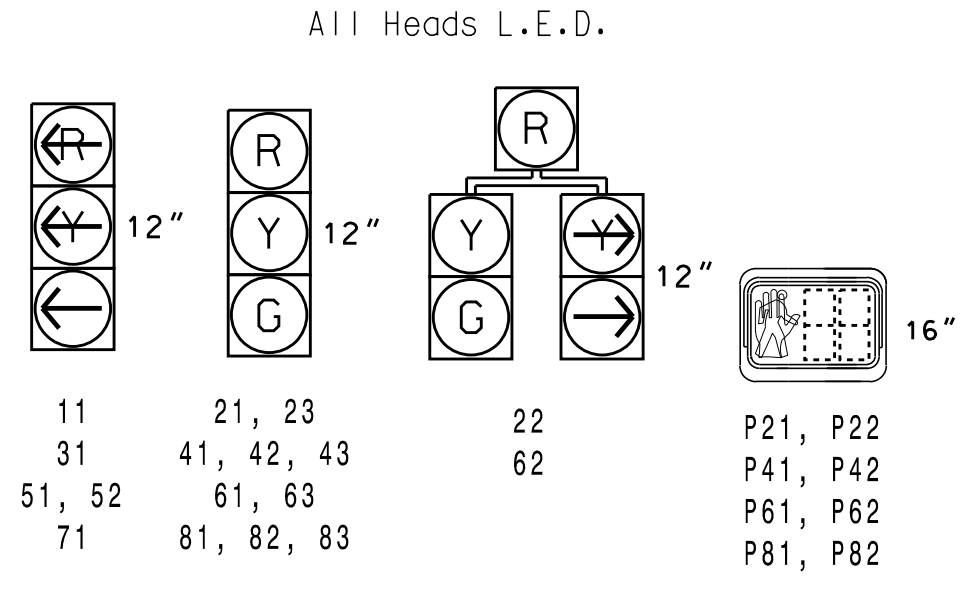 All Heads L.E.D.
R
Y
12"
11
31
51, 52
71
R
Y
G
12"
21, 23
41, 42, 43
61, 63
81, 82, 83
R
Y
Y
G
12"
22
62
16"
P21, P22
P41, P42
P61, P62
P81, P82